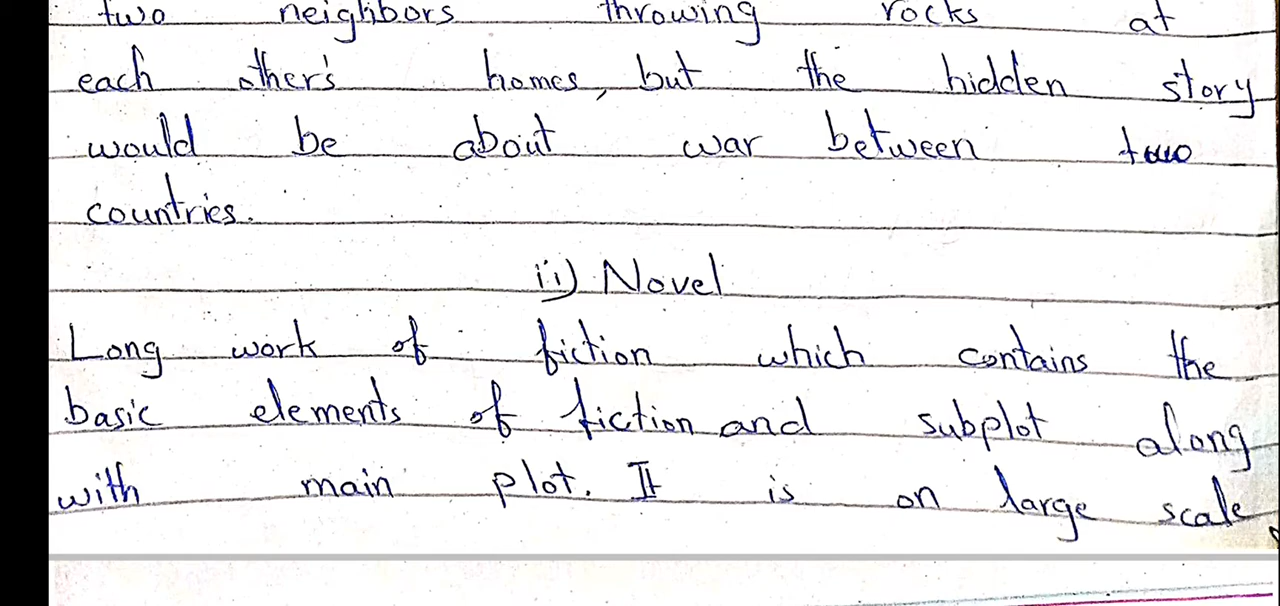 two neighbors throwing rocks at
each other's homes, but the hidden story
would be about war between two
countries.
ii) Novel
Long work of fiction which contains the
basic elements of fiction and subplot along
with main plot. It is on large scale.